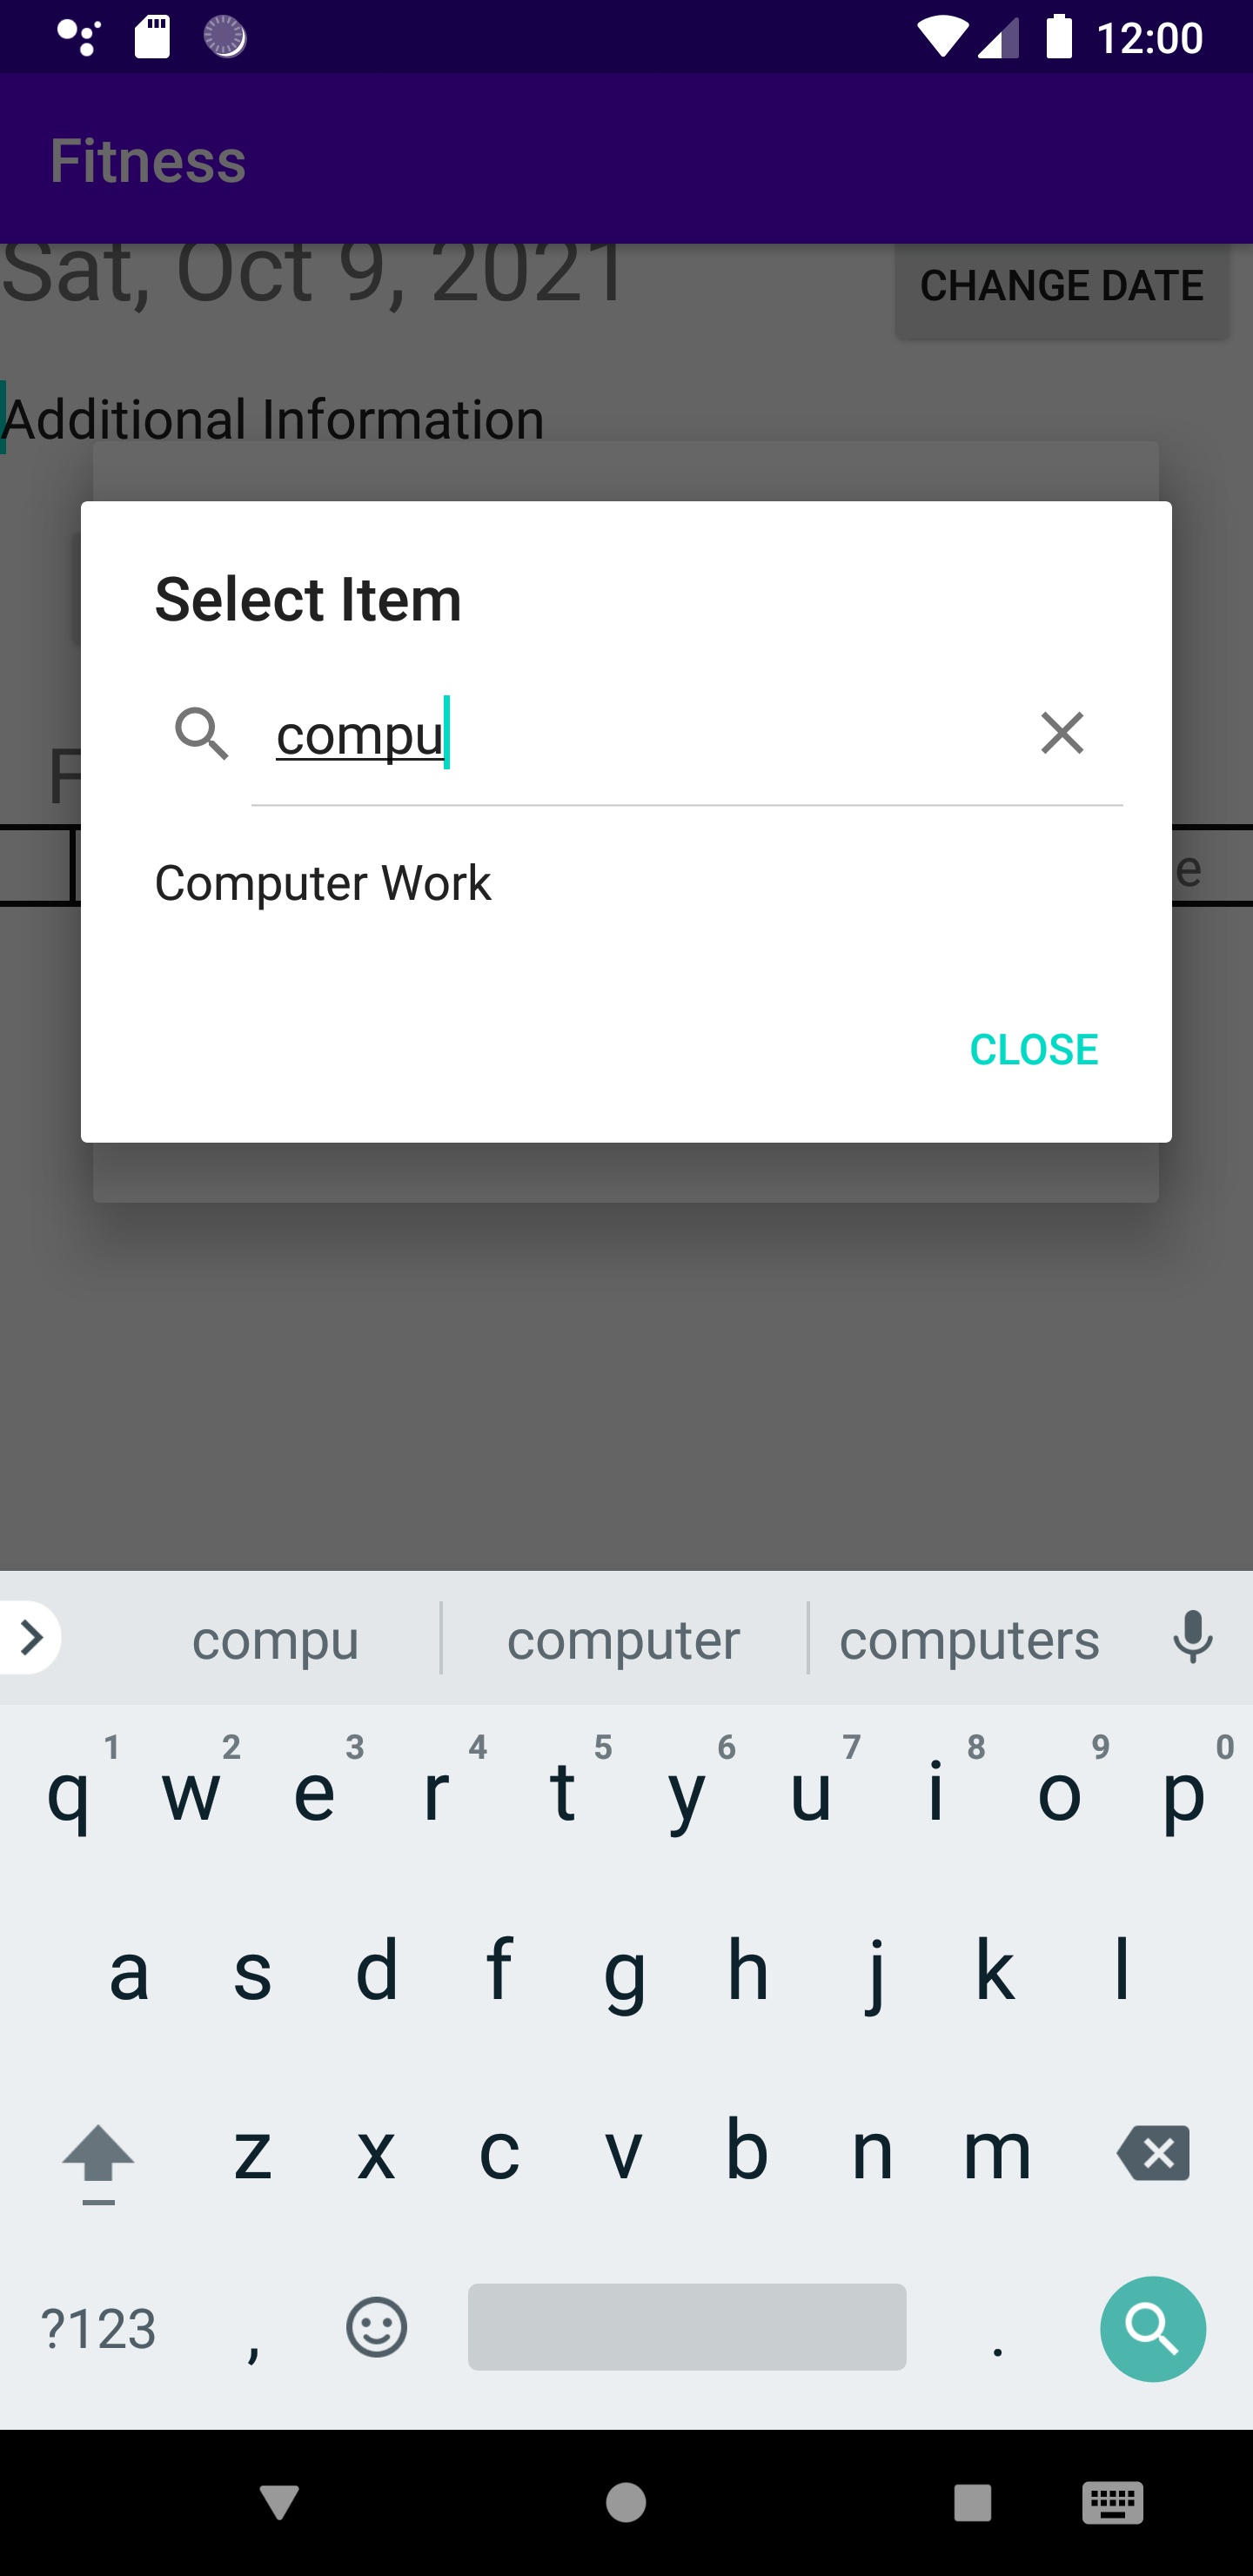 12:00
Fitness
Sat, Oct 9, 2021
CHANGE DATE
Additional Information
Select Item
compu
F
e
Computer Work
CLOSE
compu computer computers
1 2 3 4 5 6 7 8 9 0
q w e r t y u i o p
a s d f g h j k l
z x c v b n m
?123 , .